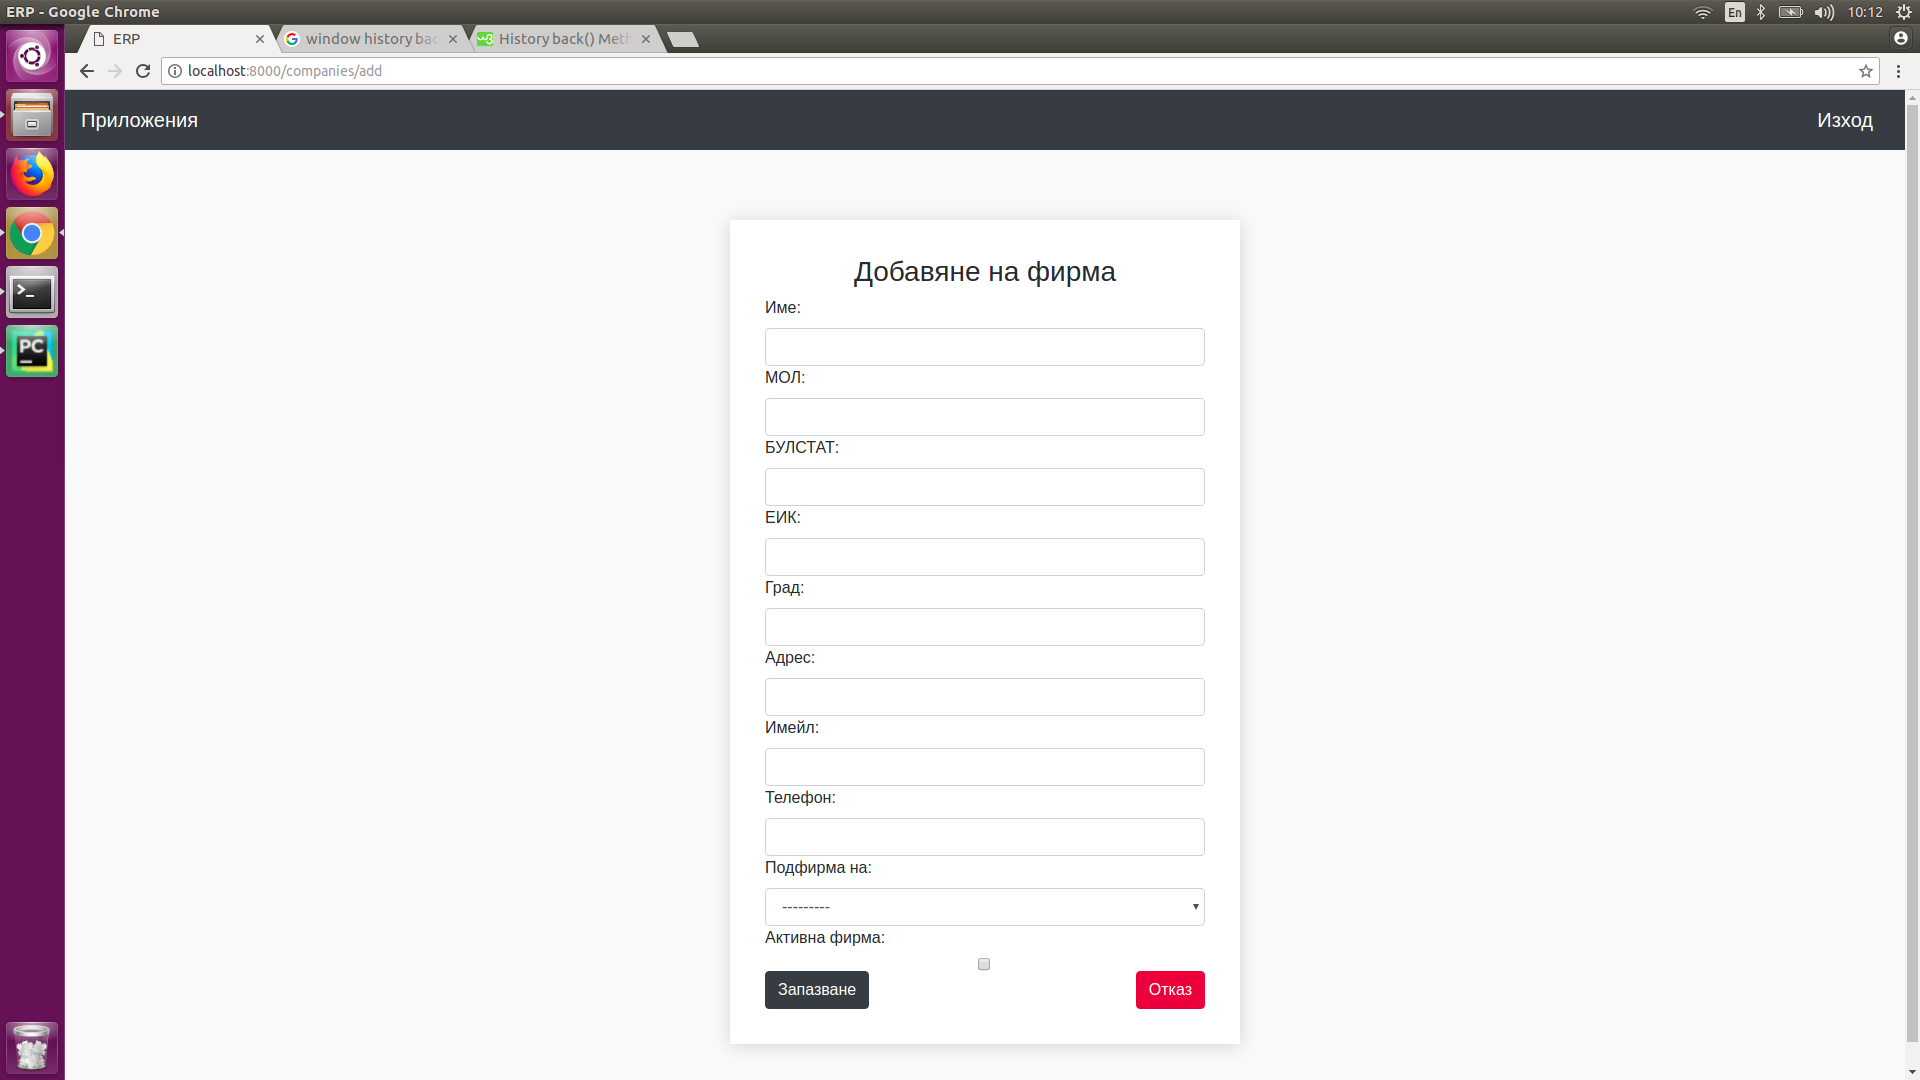 ERP - Google Chrome
En
10:12
ERP
window history bac
History back() Meth
localhost:8000/companies/add
Приложения
Изход
Добавяне на фирма
Име:
МОЛ:
БУЛСТАТ:
ЕИК:
Град:
Адрес:
Имейл:
Телефон:
Подфирма на:
---------
Активна фирма:
Запазване
Отказ
PC